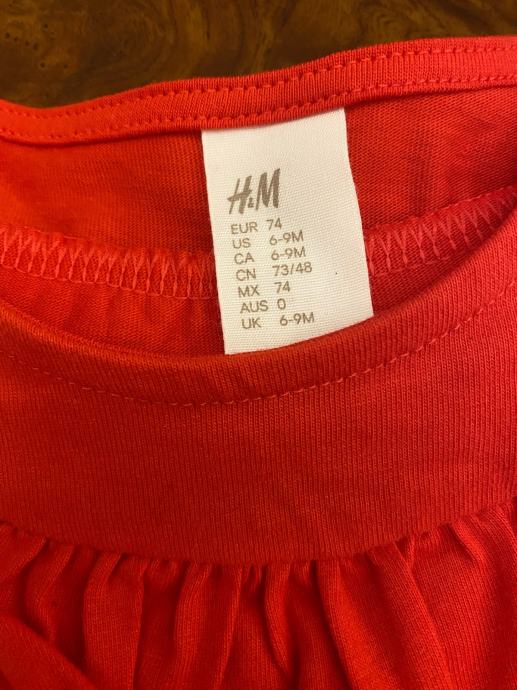 H&M
EUR 74
US 6-9M
CA 6-9M
CN 73/48
MX 74
AUS 0
UK 6-9M